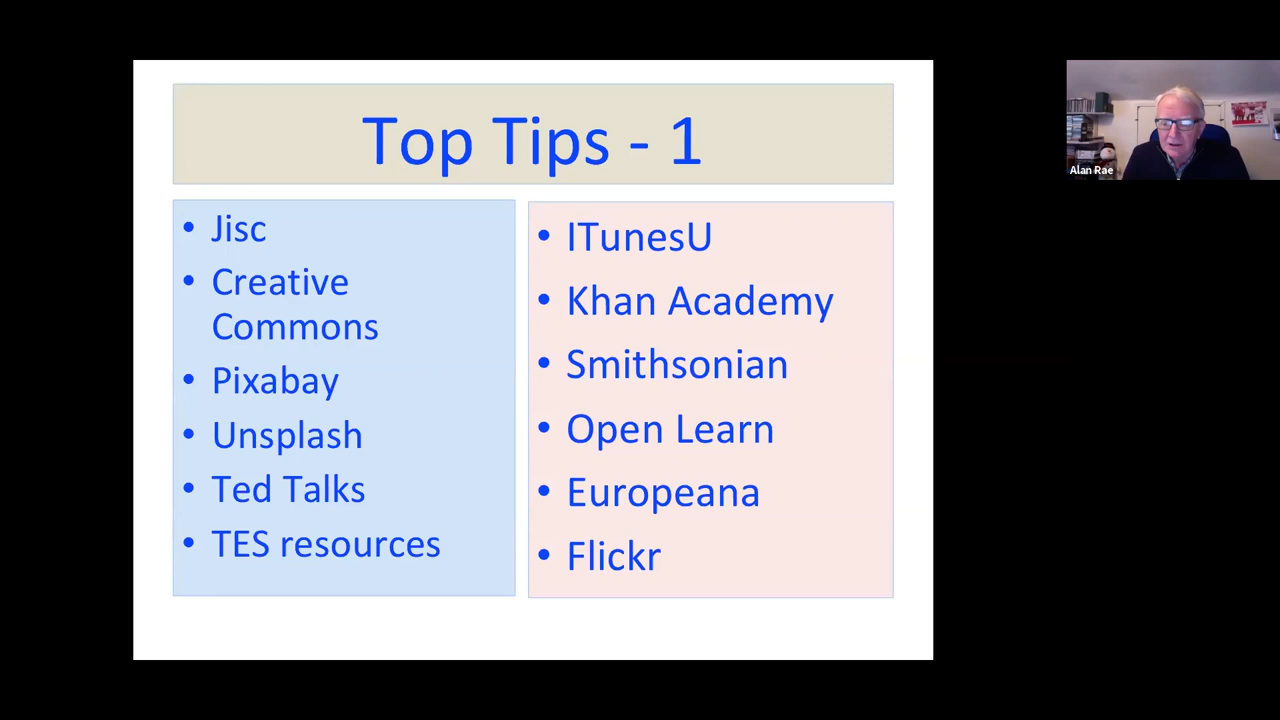 Top Tips - 1
• Jisc
• Creative
Commons
• Pixabay
• Unsplash
• Ted Talks
• TES resources
• ITunesU
• Khan Academy
• Smithsonian
• Open Learn
• Europeana
• Flickr
Alan Rae